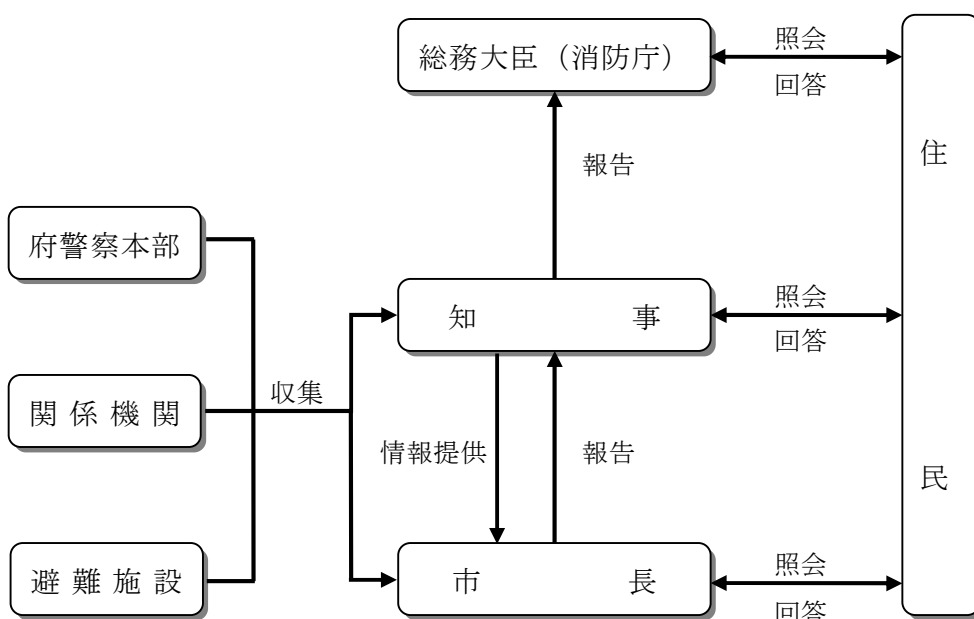 総務大臣（消防庁）
照会
回答
住民
報告
府警察本部
知事
照会
回答
関係機関
収集
情報提供
報告
避難施設
市長
照会
回答